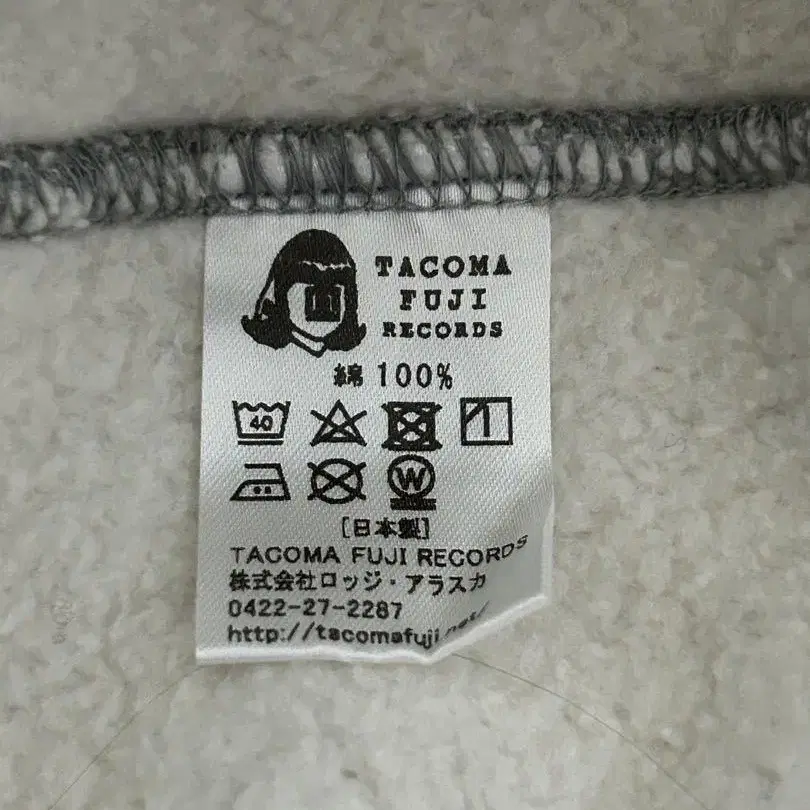 TACOMA
FUJI
RECORDS
綿 100%
40
W
[日本製]
TACOMA FUJI RECORDS
株式会社ロッジ・アラスカ
0422-27-2287
http://tacomafuji.net/